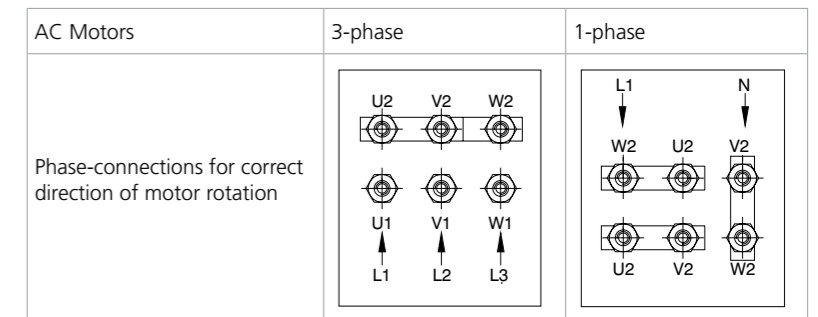 AC Motors 3-phase 1-phase
Phase-connections for correct
direction of motor rotation
U2 V2 W2
U1 V1 W1
L1 L2 L3
L1 N
W2 U2 V2
U2 V2 W2